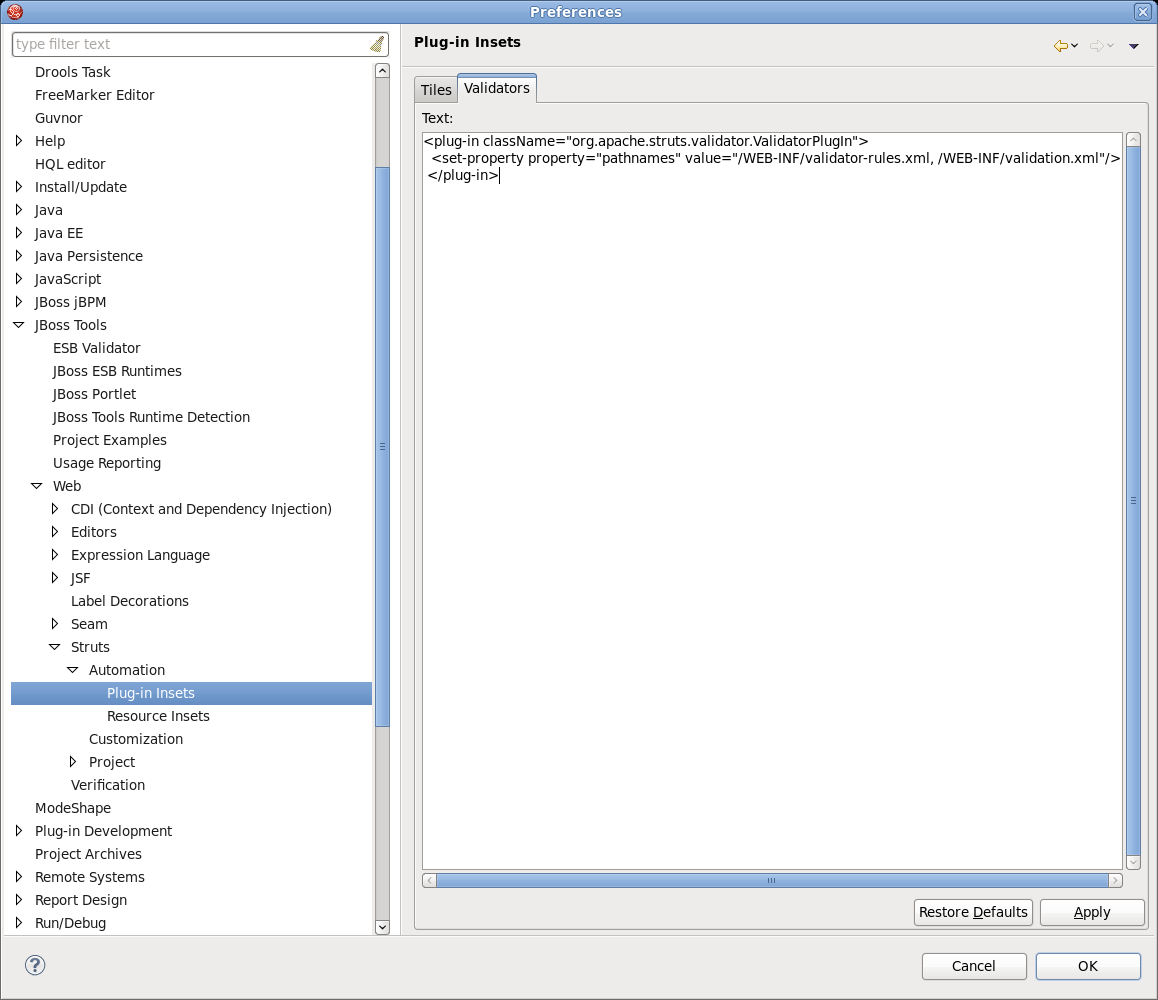 Preferences
type filter text
Drools Task
FreeMarker Editor
Guvnor
Help
HQL editor
Install/Update
Java
Java EE
Java Persistence
JavaScript
JBoss jBPM
JBoss Tools
ESB Validator
JBoss ESB Runtimes
JBoss Portlet
JBoss Tools Runtime Detection
Project Examples
Usage Reporting
Web
CDI (Context and Dependency Injection)
Editors
Expression Language
JSF
Label Decorations
Seam
Struts
Automation
Plug-in Insets
Resource Insets
Customization
Project
Verification
ModeShape
Plug-in Development
Project Archives
Remote Systems
Report Design
Run/Debug
Plug-in Insets
Tiles
Validators
Text:
<plug-in className="org.apache.struts.validator.ValidatorPlugIn">
<set-property property="pathnames" value="/WEB-INF/validator-rules.xml, /WEB-INF/validation.xml"/>
</plug-in>
Restore Defaults
Apply
?
Cancel
OK